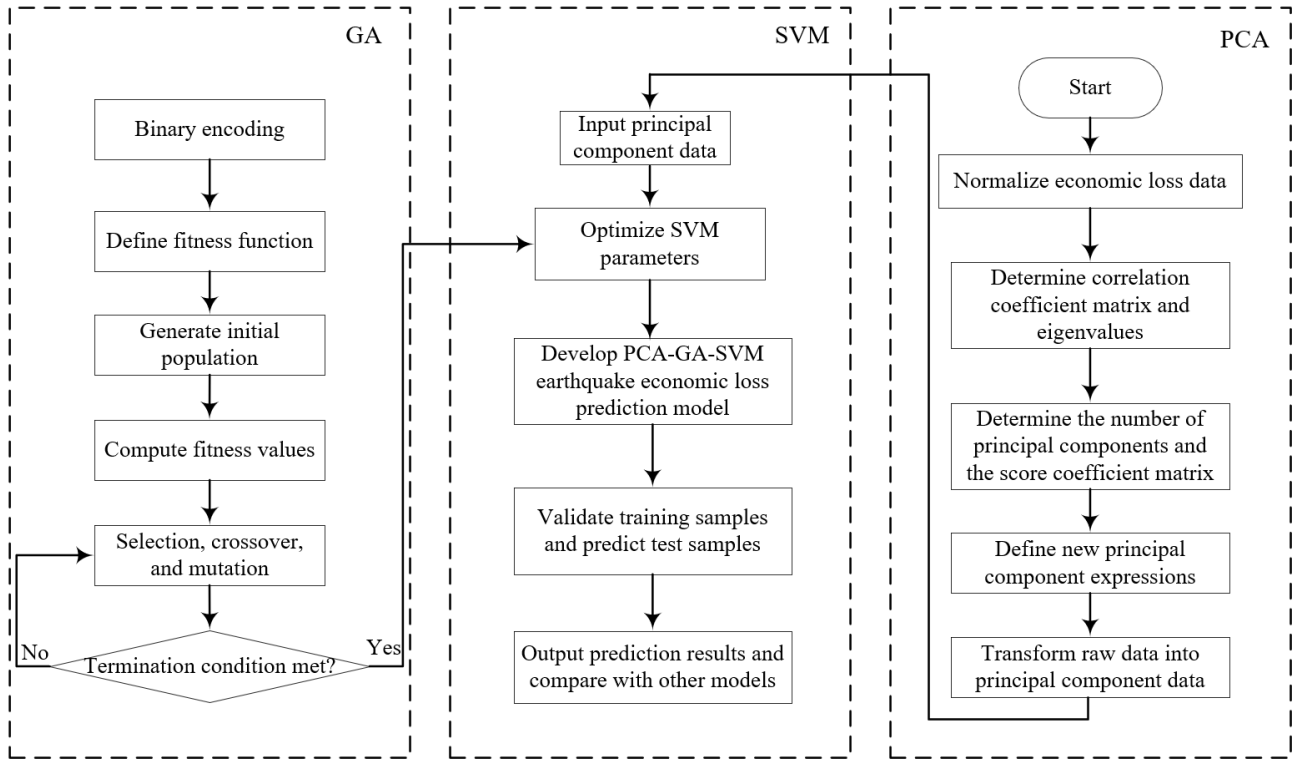 GA
Binary encoding
Define fitness function
Generate initial
population
Compute fitness values
Selection, crossover,
and mutation
Termination condition met?
No
Yes
SVM
Input principal
component data
Optimize SVM
parameters
Develop PCA-GA-SVM
earthquake economic loss
prediction model
Validate training samples
and predict test samples
Output prediction results and
compare with other models
PCA
Start
Normalize economic loss data
Determine correlation
coefficient matrix and
eigenvalues
Determine the number of
principal components and
the score coefficient matrix
Define new principal
component expressions
Transform raw data into
principal component data